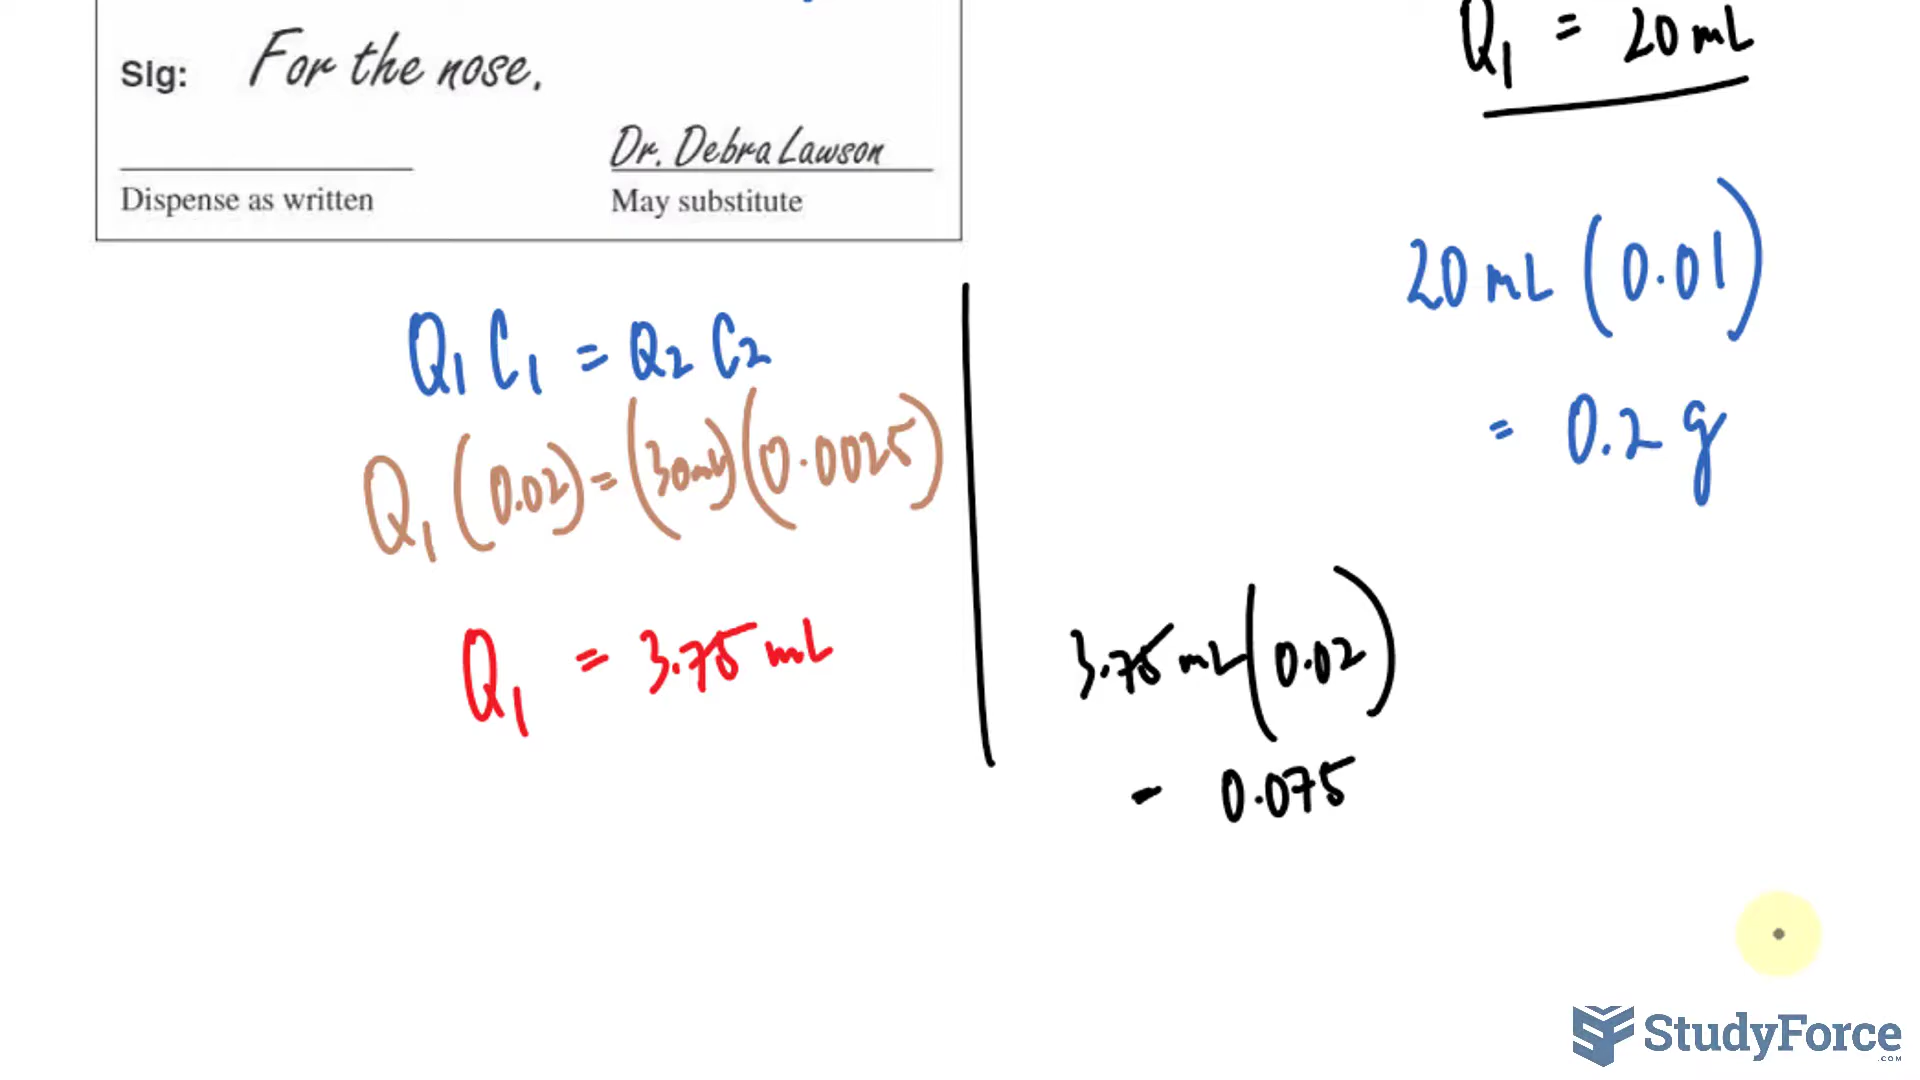 Sig: For the nose.
Dr. Debra Lawson
Dispense as written
May substitute
Q1 C1 = Q2 C2
Q1 (0.02) = (30mL)(0.0025)
Q1 = 3.75 mL
Q1 = 20 mL
20 mL (0.01)
= 0.2 g
3.75 mL (0.02)
- 0.075
StudyForce
.COM